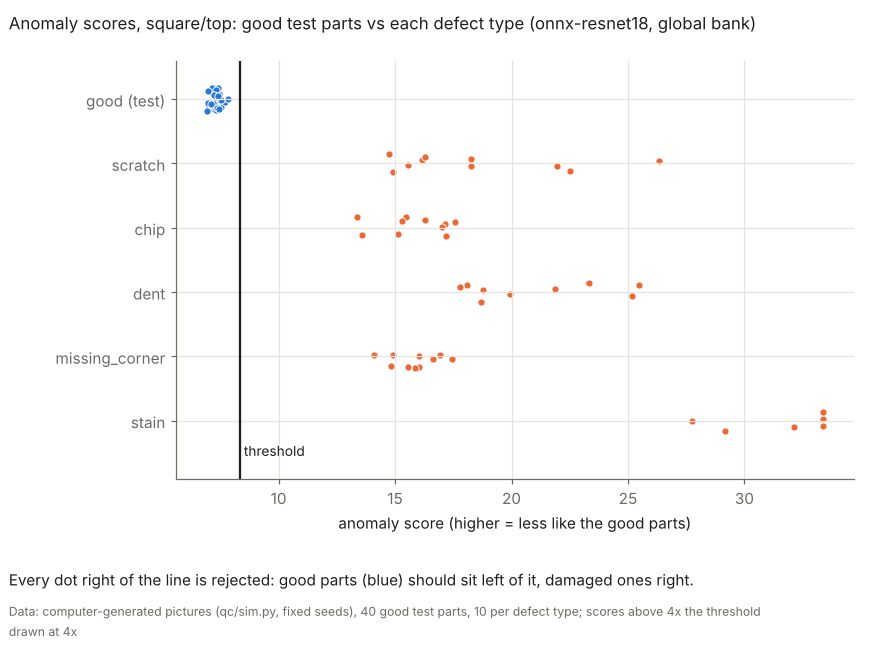 Anomaly scores, square/top: good test parts vs each defect type (onnx-resnet18, global bank)
good (test)
scratch
chip
dent
missing_corner
stain
threshold
10 15 20 25 30
anomaly score (higher = less like the good parts)
Every dot right of the line is rejected: good parts (blue) should sit left of it, damaged ones right.
Data: computer-generated pictures (qc/sim.py, fixed seeds), 40 good test parts, 10 per defect type; scores above 4x the threshold
drawn at 4x